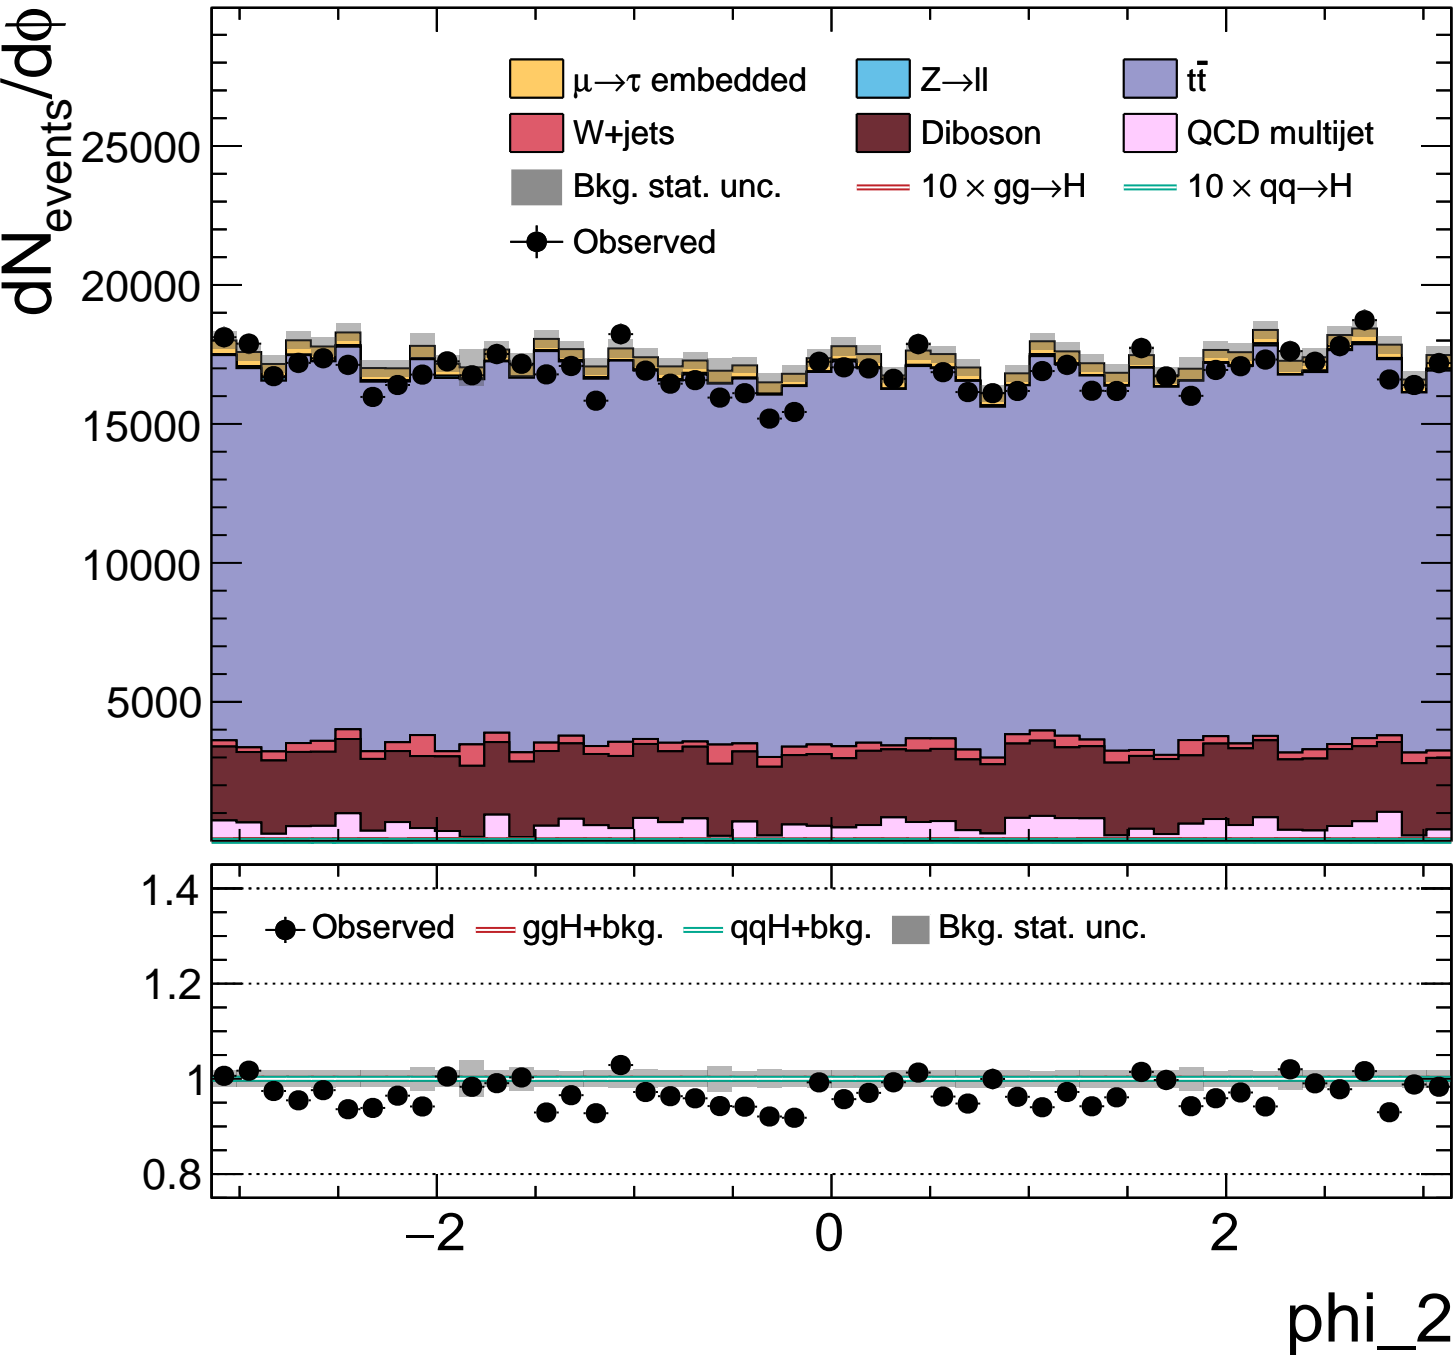 dN_events/dϕ
μ→τ embedded Z→ll tt̄
W+jets Diboson QCD multijet
Bkg. stat. unc. 10 × gg→H 10 × qq→H
Observed
25000
20000
15000
10000
5000
1.4
Observed ggH+bkg. qqH+bkg. Bkg. stat. unc.
1.2
1
0.8
−2 0 2
phi_2